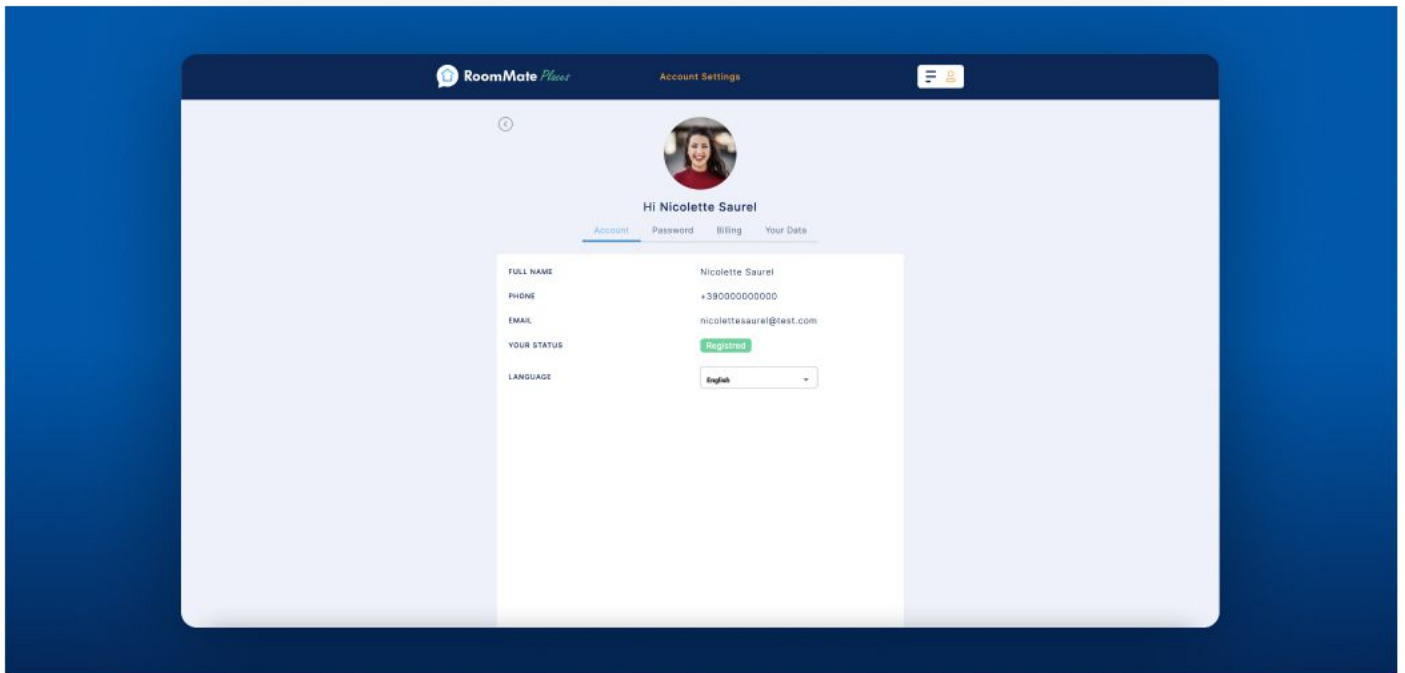 RoomMate Places
Account Settings
Hi Nicolette Saurel
Account Password Billing Your Data
FULL NAME Nicolette Saurel
PHONE +390000000000
EMAIL nicolettesaurel@test.com
YOUR STATUS Registred
LANGUAGE English